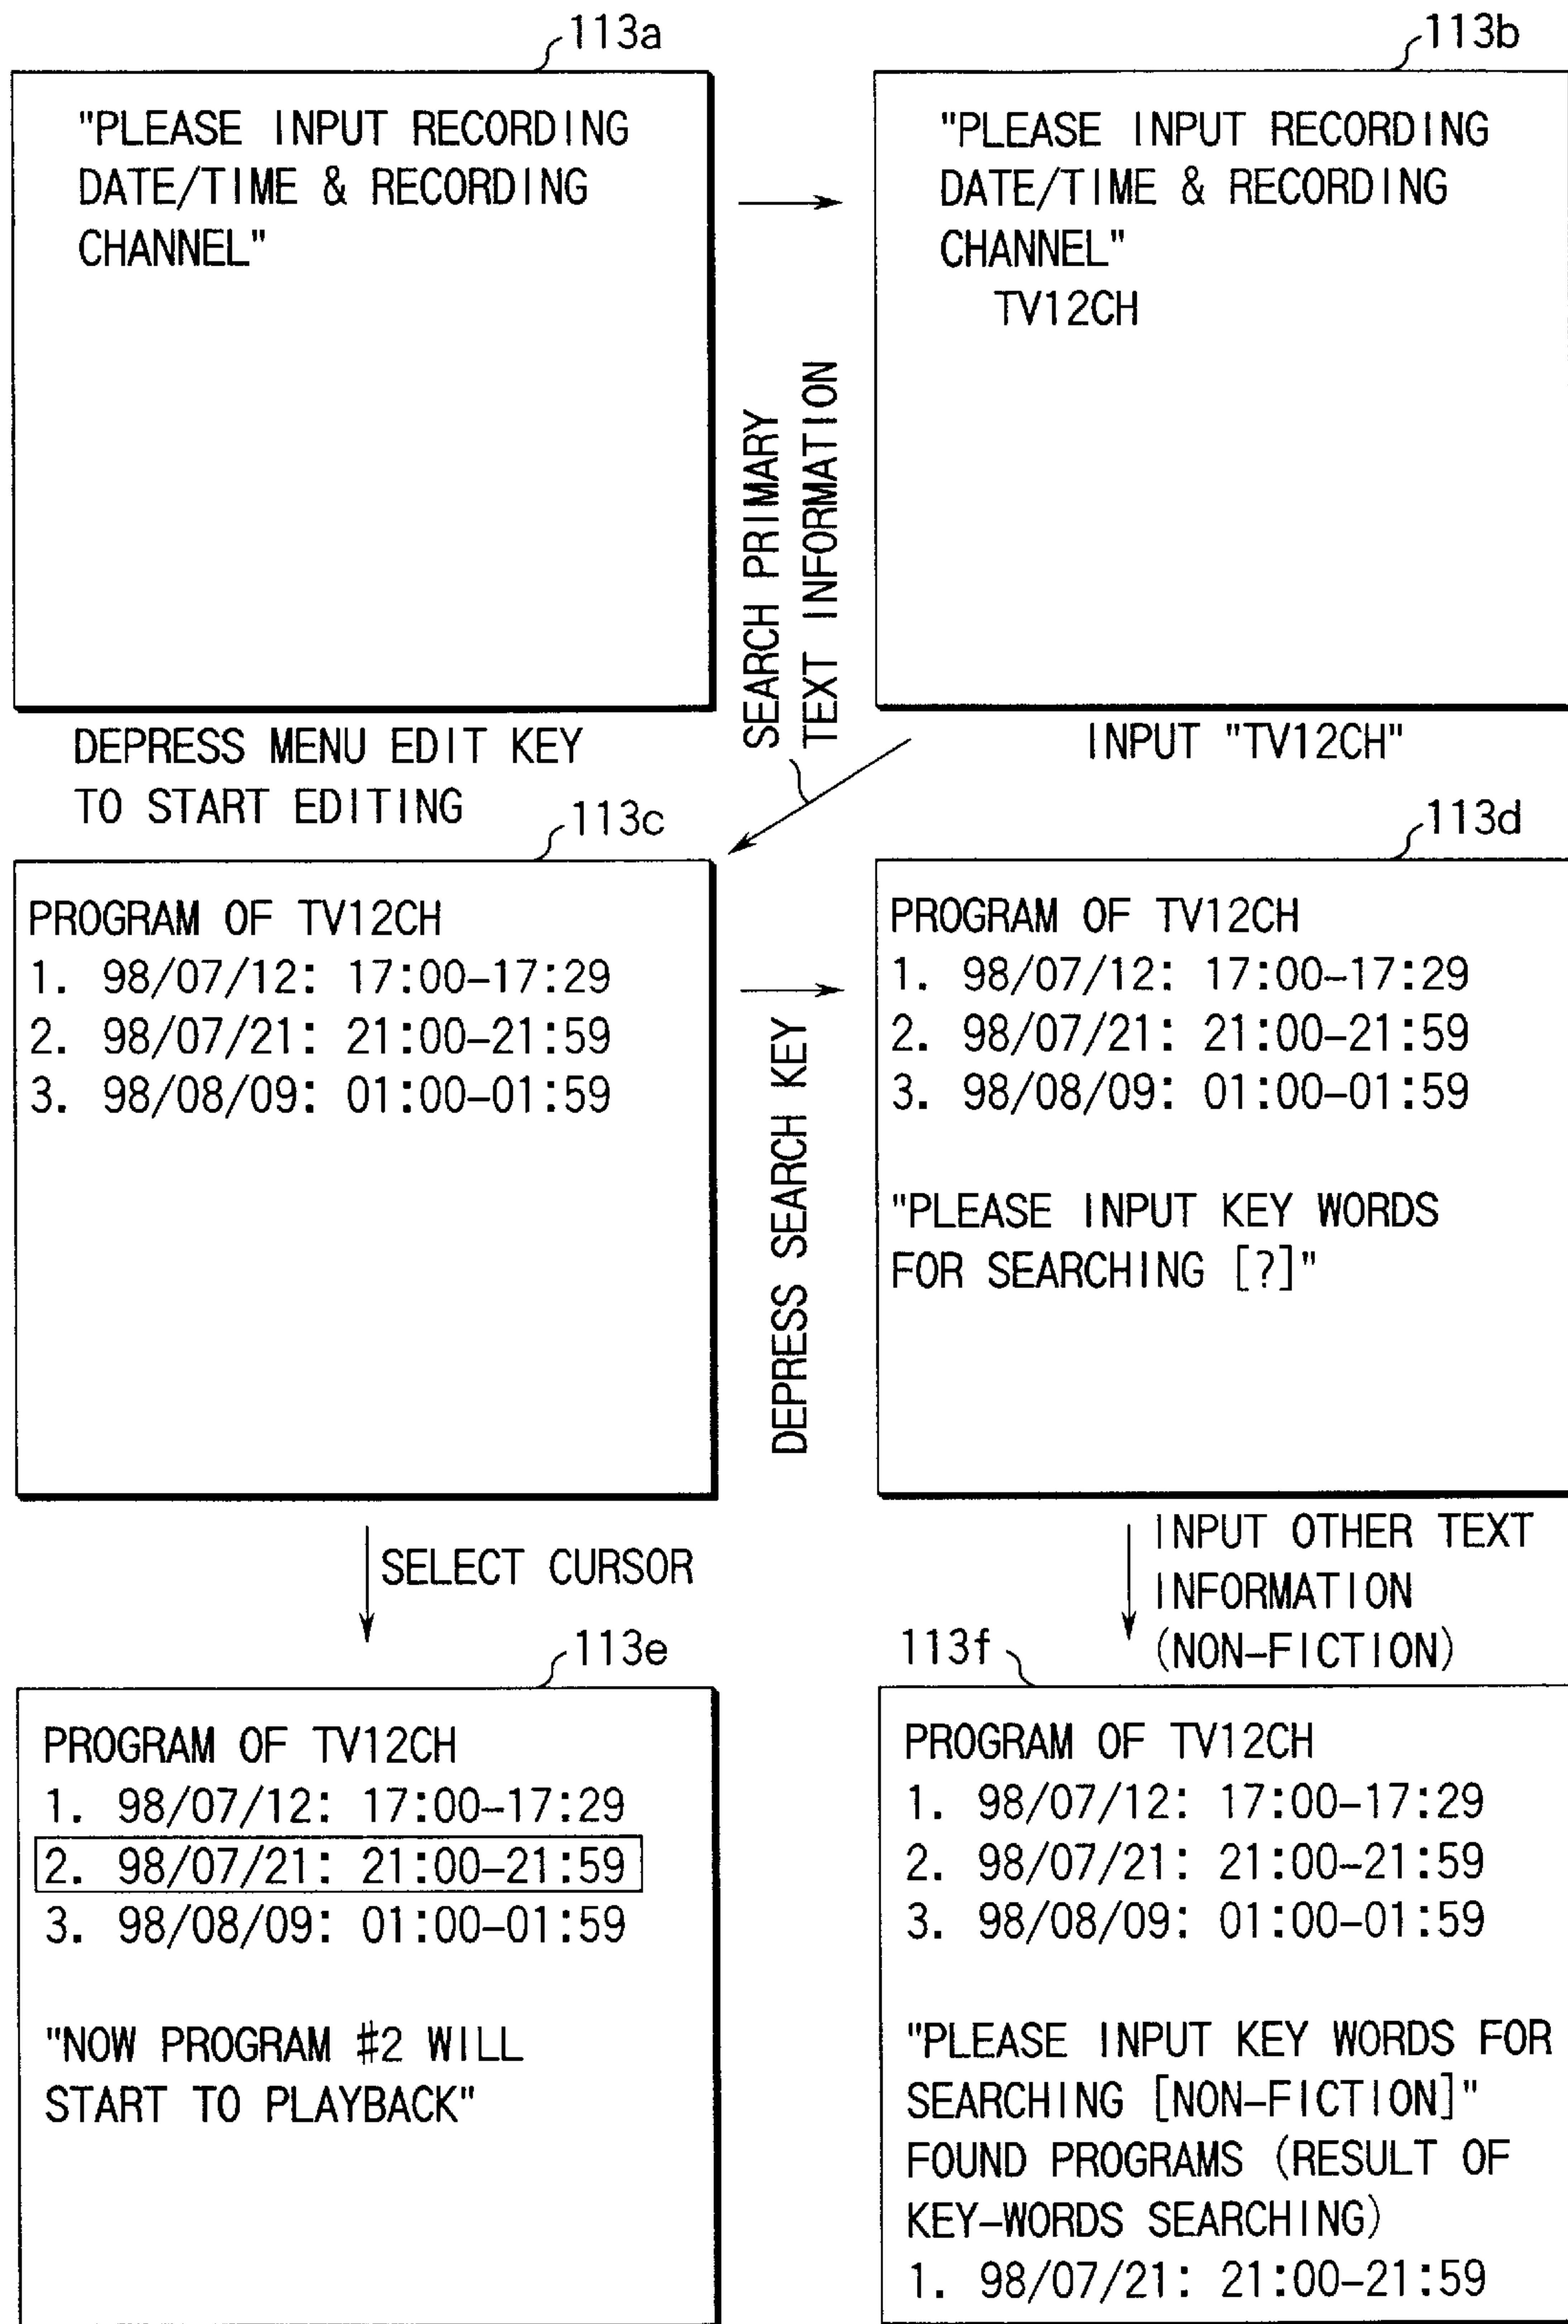 113a
"PLEASE INPUT RECORDING
DATE/TIME & RECORDING
CHANNEL"
DEPRESS MENU EDIT KEY
TO START EDITING
113b
"PLEASE INPUT RECORDING
DATE/TIME & RECORDING
CHANNEL"
TV12CH
INPUT "TV12CH"
SEARCH PRIMARY
TEXT INFORMATION
113c
PROGRAM OF TV12CH
1. 98/07/12: 17:00-17:29
2. 98/07/21: 21:00-21:59
3. 98/08/09: 01:00-01:59
DEPRESS SEARCH KEY
113d
PROGRAM OF TV12CH
1. 98/07/12: 17:00-17:29
2. 98/07/21: 21:00-21:59
3. 98/08/09: 01:00-01:59
"PLEASE INPUT KEY WORDS
FOR SEARCHING [?]"
SELECT CURSOR
INPUT OTHER TEXT
INFORMATION
(NON-FICTION)
113e
PROGRAM OF TV12CH
1. 98/07/12: 17:00-17:29
2. 98/07/21: 21:00-21:59
3. 98/08/09: 01:00-01:59
"NOW PROGRAM #2 WILL
START TO PLAYBACK"
113f
PROGRAM OF TV12CH
1. 98/07/12: 17:00-17:29
2. 98/07/21: 21:00-21:59
3. 98/08/09: 01:00-01:59
"PLEASE INPUT KEY WORDS FOR
SEARCHING [NON-FICTION]"
FOUND PROGRAMS (RESULT OF
KEY-WORDS SEARCHING)
1. 98/07/21: 21:00-21:59